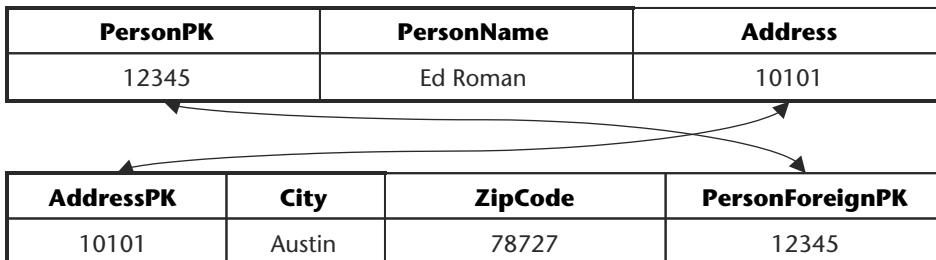 PersonPK PersonName Address
12345 Ed Roman 10101
AddressPK City ZipCode PersonForeignPK
10101 Austin 78727 12345